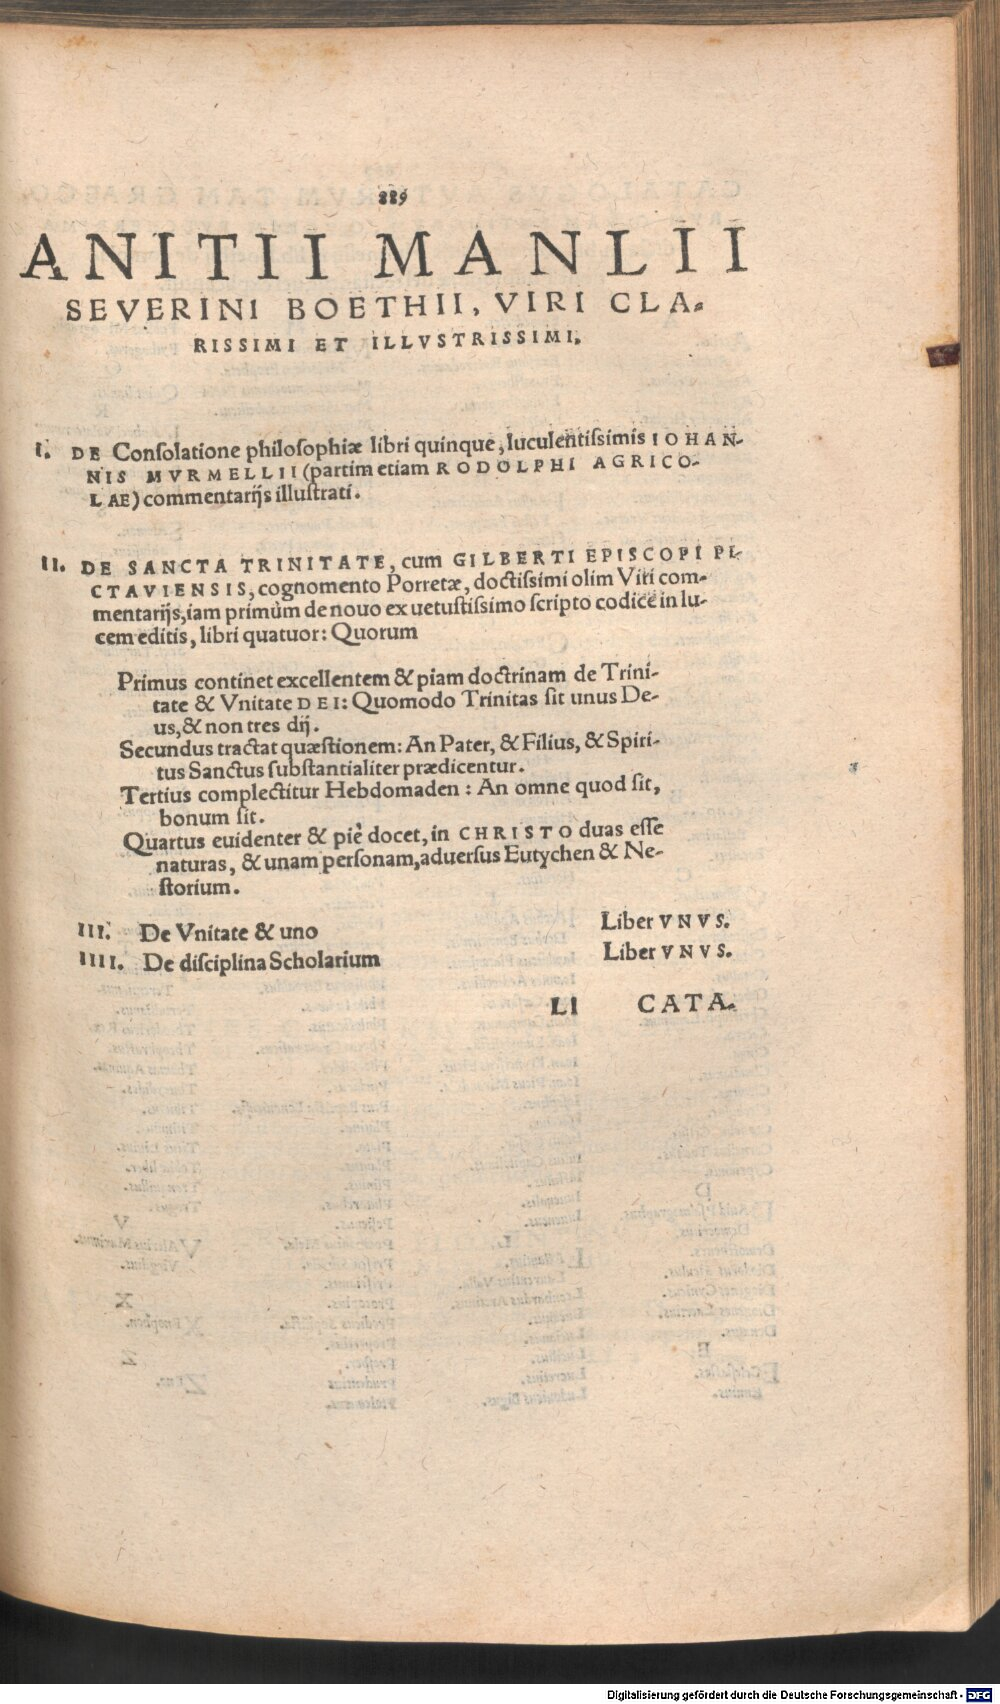 889
ANITII MANLII
SEVERINI BOETHII, VIRI CLA-
RISSIMI ET ILLVSTRISSIMI,
I. DE Conſolatione philoſophiæ libri quinque, luculentiſsimis IOHAN-
NIS MVRMELLII (partim etiam RODOLPHI AGRICO-
LAE) commentarijs illuſtrati.
II. DE SANCTA TRINITATE, cum GILBERTI EPISCOPI PI-
CTAVIENSIS, cognomento Porretæ, doctiſsimi olim Viri com-
mentarijs, iam primùm de nouo ex uetuſtiſsimo ſcripto codice in lu-
cem editis, libri quatuor: Quorum
Primus continet excellentem & piam doctrinam de Trini-
tate & Vnitate DEI: Quomodo Trinitas ſit unus De-
us, & non tres dij.
Secundus tractat quæſtionem: An Pater, & Filius, & Spiri-
tus Sanctus ſubſtantialiter prædicentur.
Tertius complectitur Hebdomaden: An omne quod ſit,
bonum ſit.
Quartus euidenter & piè docet, in CHRISTO duas eſſe
naturas, & unam perſonam, aduerſus Eutychen & Ne-
ſtorium.
III. De Vnitate & uno Liber VNVS.
IIII. De diſciplina Scholarium Liber VNVS.
LI CATA-
Digitalisierung gefördert durch die Deutsche Forschungsgemeinschaft - DFG